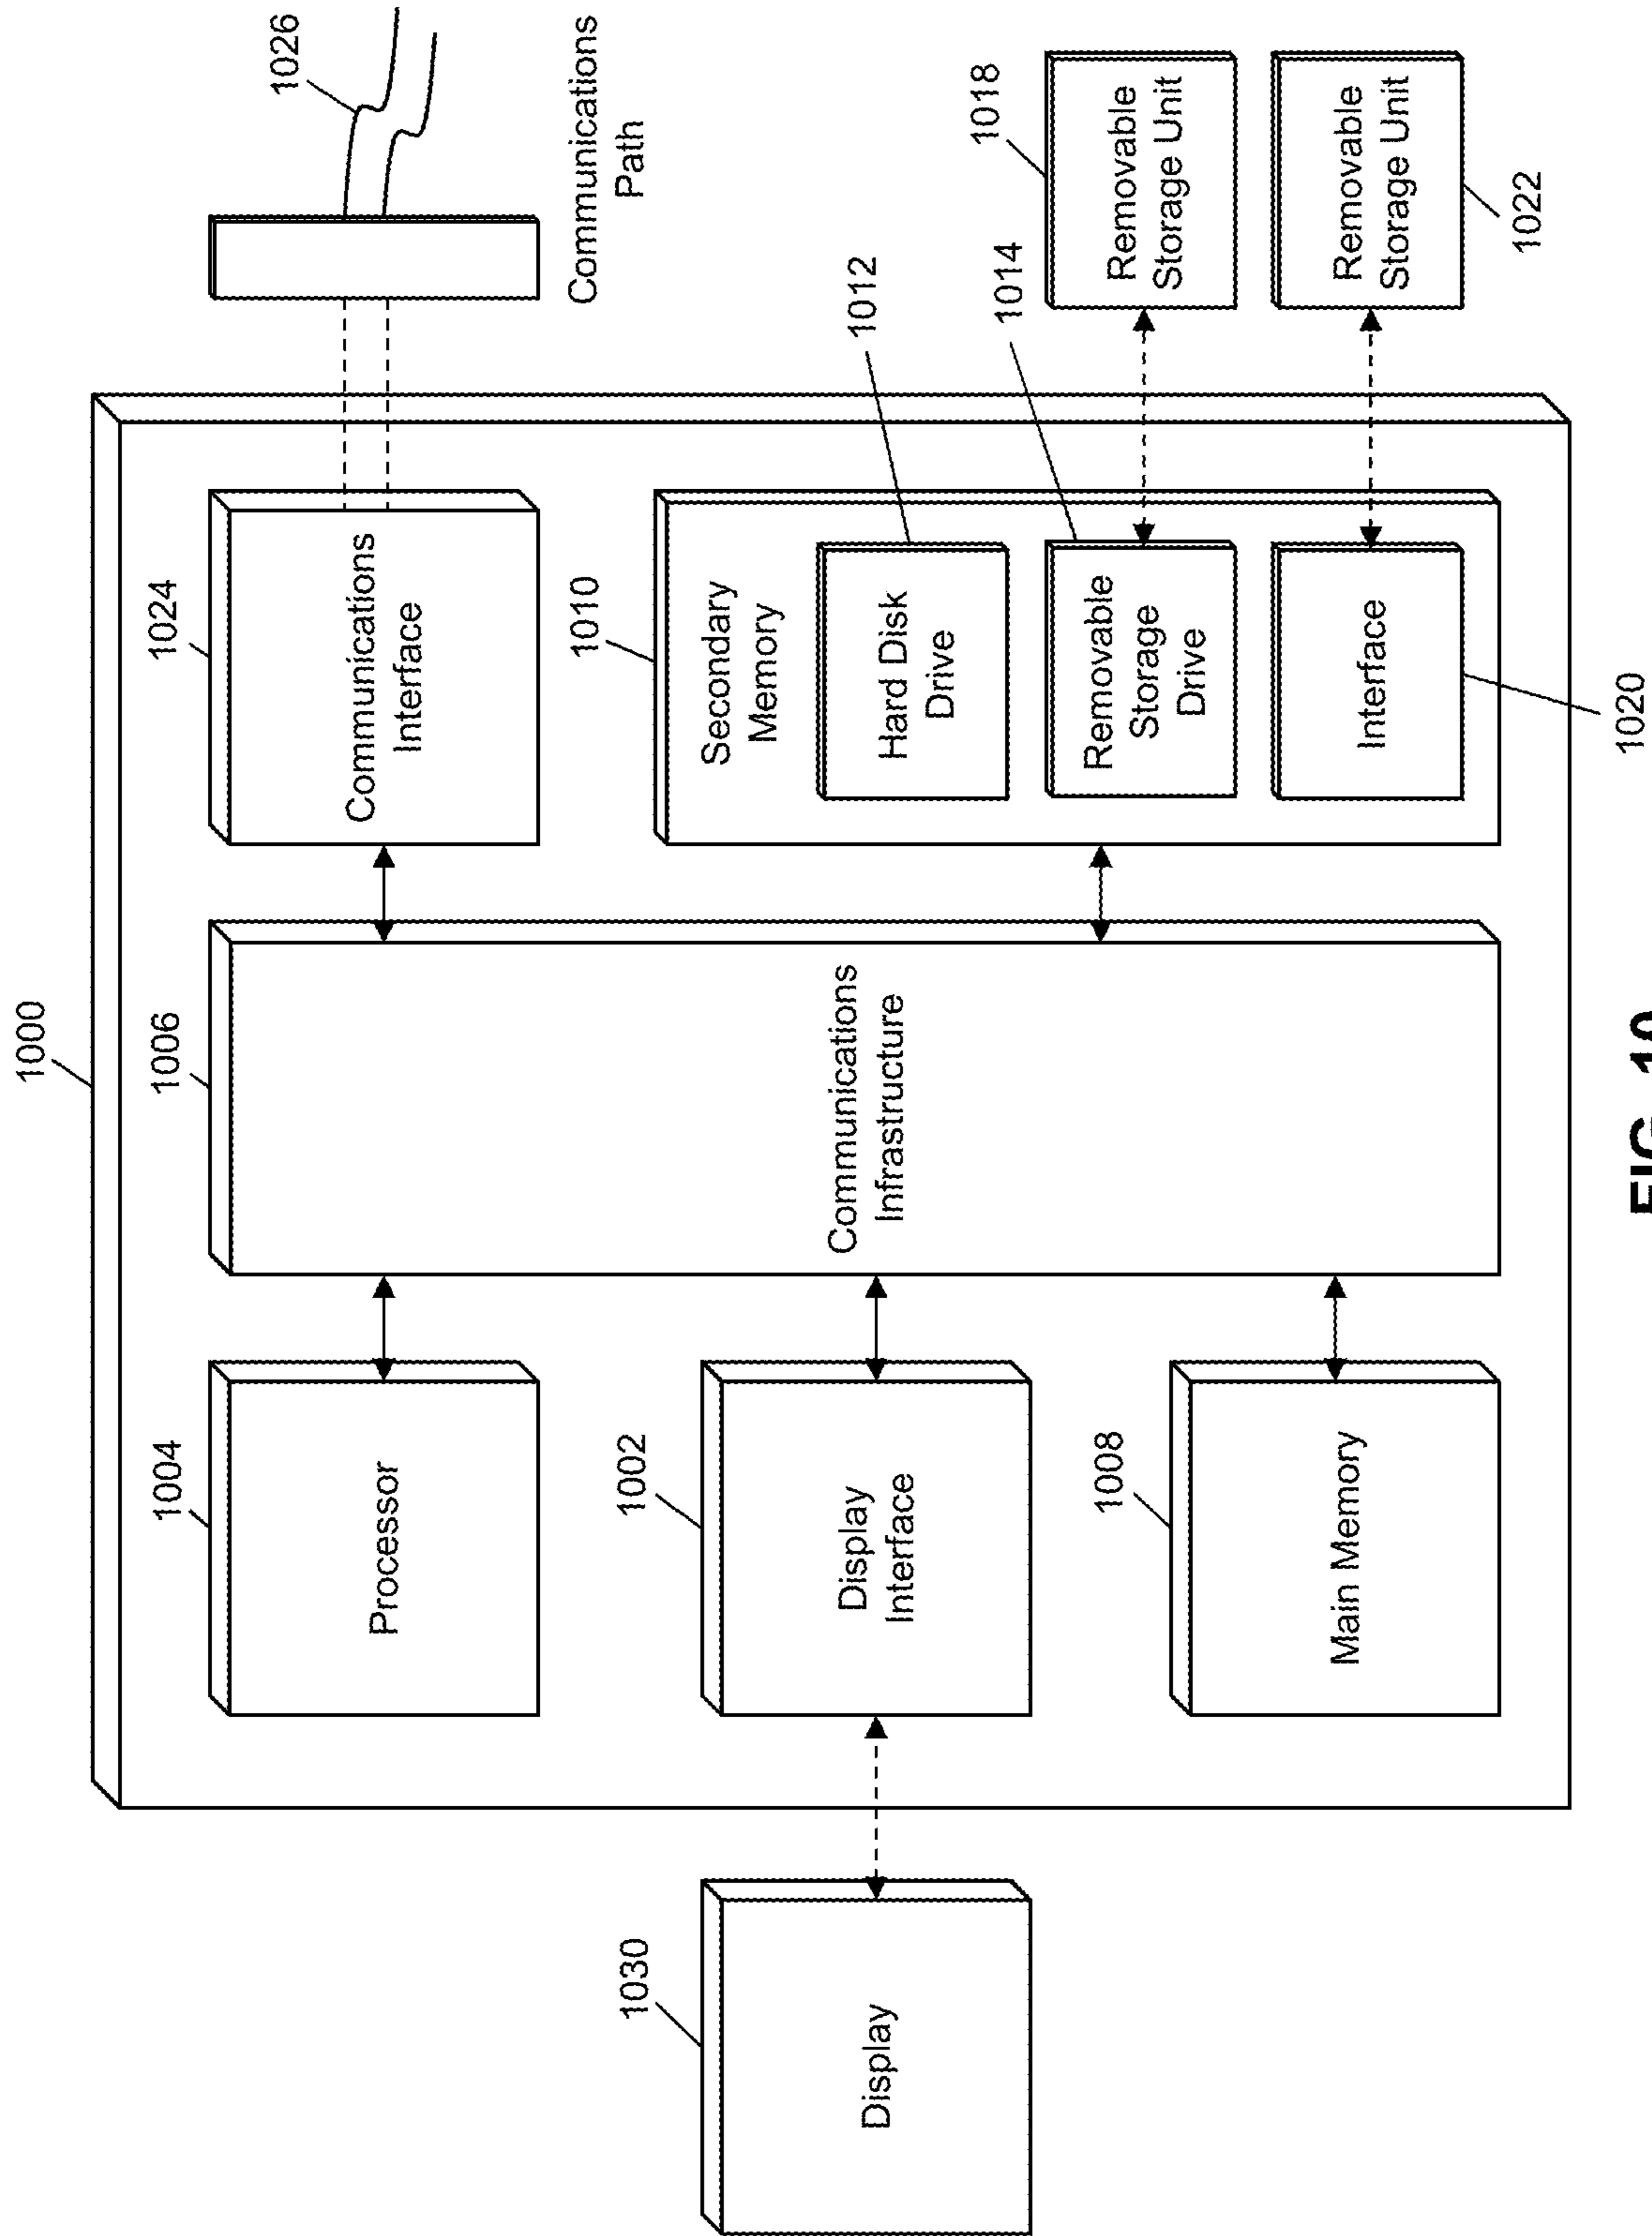 1000
1004
Processor
1006
1024
Communications
Interface
1026
Communications
Path
1030
Display
1002
Display
Interface
Communications
Infrastructure
1010
Secondary
Memory
1012
Hard Disk
Drive
1014
Removable
Storage
Drive
1018
Removable
Storage Unit
1008
Main Memory
Interface
1020
Removable
Storage Unit
1022
FIG. 10